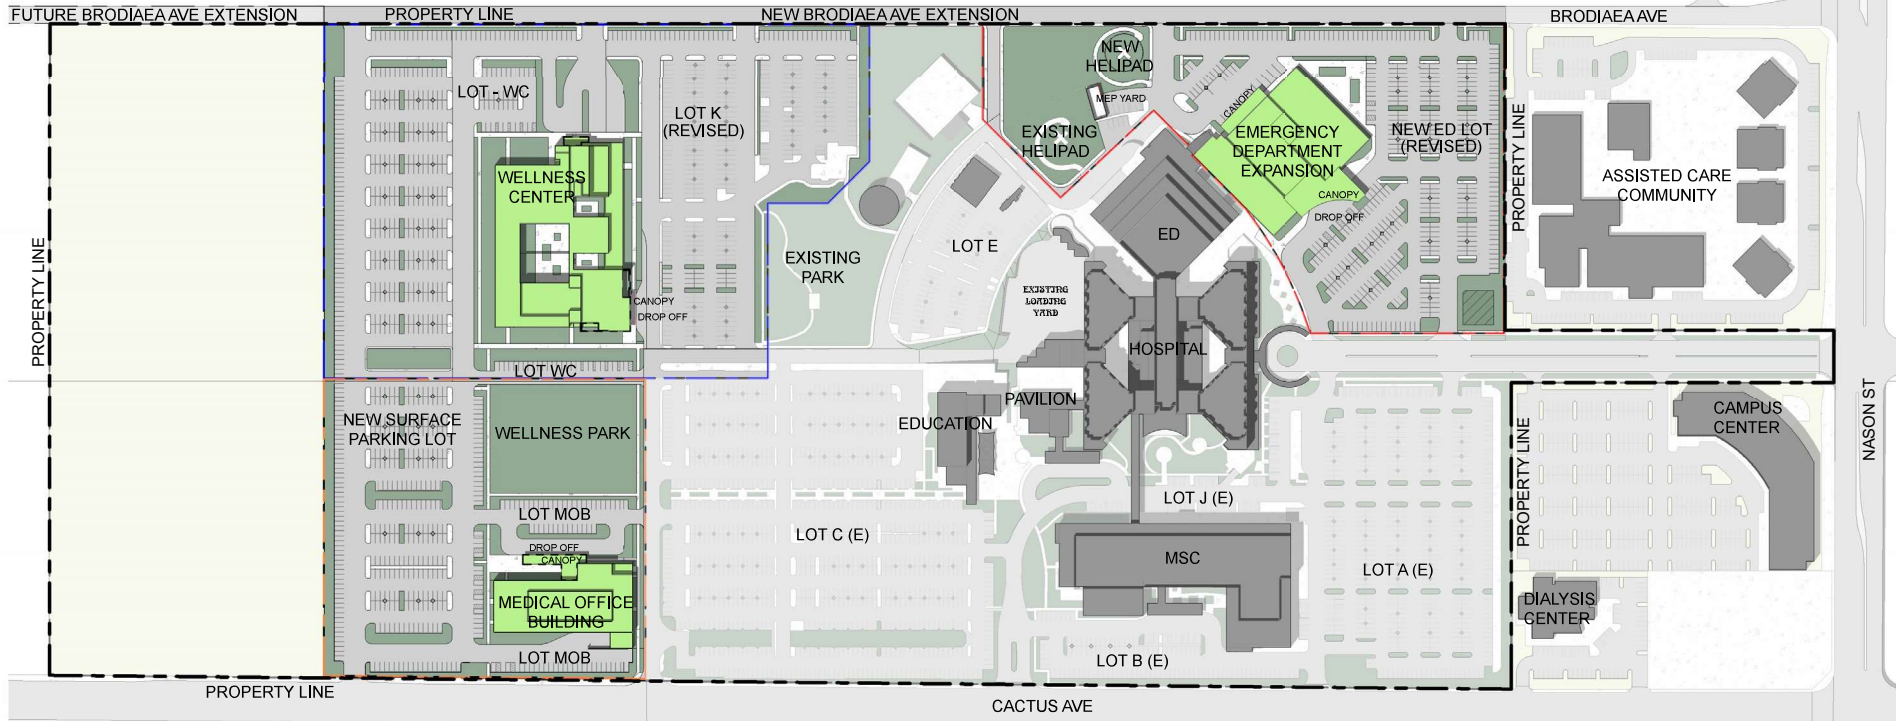 FUTURE BRODIAEA AVE EXTENSION
PROPERTY LINE
NEW BRODIAEA AVE EXTENSION
BRODIAEA AVE
NEW
HELIPAD
MEP YARD
EXISTING
HELIPAD
CANOPY
EMERGENCY
DEPARTMENT
EXPANSION
CANOPY
DROP OFF
NEW ED LOT
(REVISED)
PROPERTY LINE
ASSISTED CARE
COMMUNITY
LOT - WC
LOT K
(REVISED)
WELLNESS
CENTER
CANOPY
DROP OFF
LOT WC
EXISTING
PARK
LOT E
ED
EXISTING
LOADING
YARD
HOSPITAL
PROPERTY LINE
NEW SURFACE
PARKING LOT
WELLNESS PARK
EDUCATION
PAVILION
CAMPUS
CENTER
NASON ST
PROPERTY LINE
LOT MOB
DROP OFF
CANOPY
MEDICAL OFFICE
BUILDING
LOT MOB
LOT C (E)
LOT J (E)
MSC
LOT A (E)
LOT B (E)
DIALYSIS
CENTER
PROPERTY LINE
CACTUS AVE